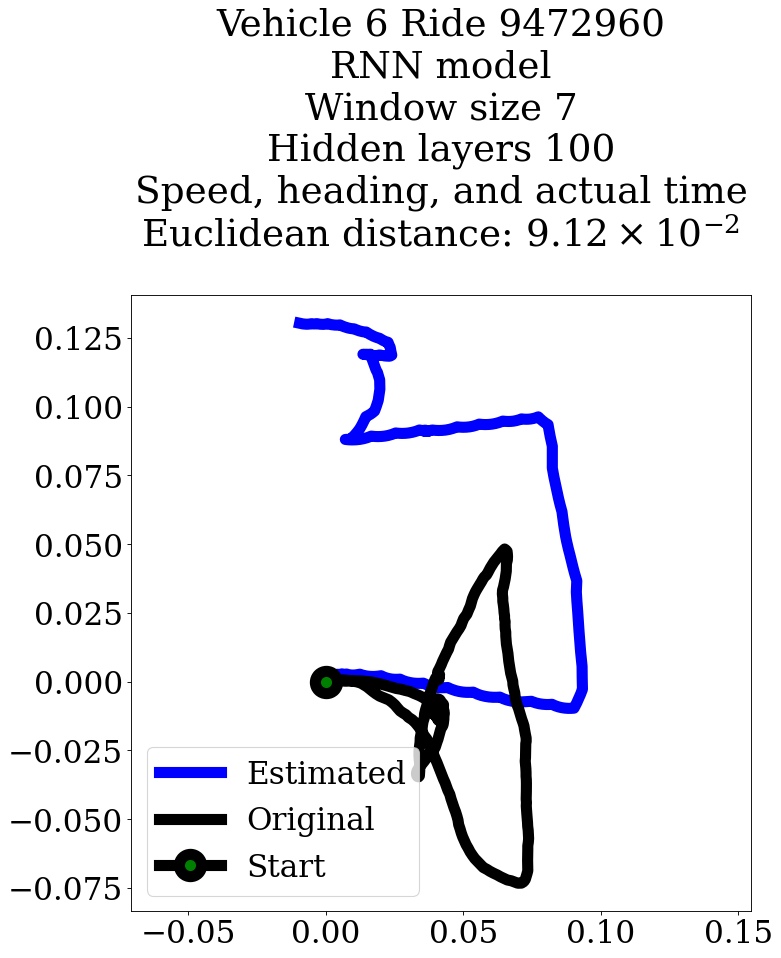 Vehicle 6 Ride 9472960
RNN model
Window size 7
Hidden layers 100
Speed, heading, and actual time
Euclidean distance: 9.12 × 10⁻²
0.125
0.100
0.075
0.050
0.025
0.000
−0.025
−0.050
−0.075
Estimated
Original
Start
−0.05 0.00 0.05 0.10 0.15